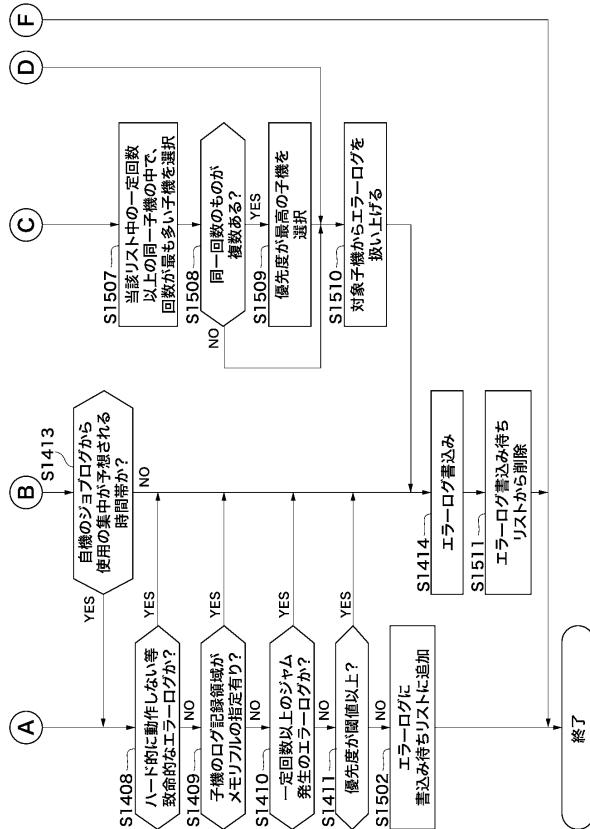 A
B
C
D
F
S1413
自機のジョブログから
使用の集中が予想される
時間帯か?
YES
NO
S1408
ハード的に動作しない等
致命的なエラーログか?
YES
NO
S1409
子機のログ記録領域が
メモリフルの指定有り?
YES
NO
S1410
一定回数以上のジャム
発生のエラーログか?
YES
NO
S1411
優先度が閾値以上?
YES
NO
S1502
エラーログに
書込み待ちリストに追加
S1507
当該リスト中の一定回数
以上の同一子機の中で、
回数が最も多い子機を選択
S1508
同一回数のものが
複数ある?
NO
YES
S1509
優先度が最高の子機を
選択
S1510
対象子機からエラーログを
扱い上げる
S1414
エラーログ書込み
S1511
エラーログ書込み待ち
リストから削除
終了